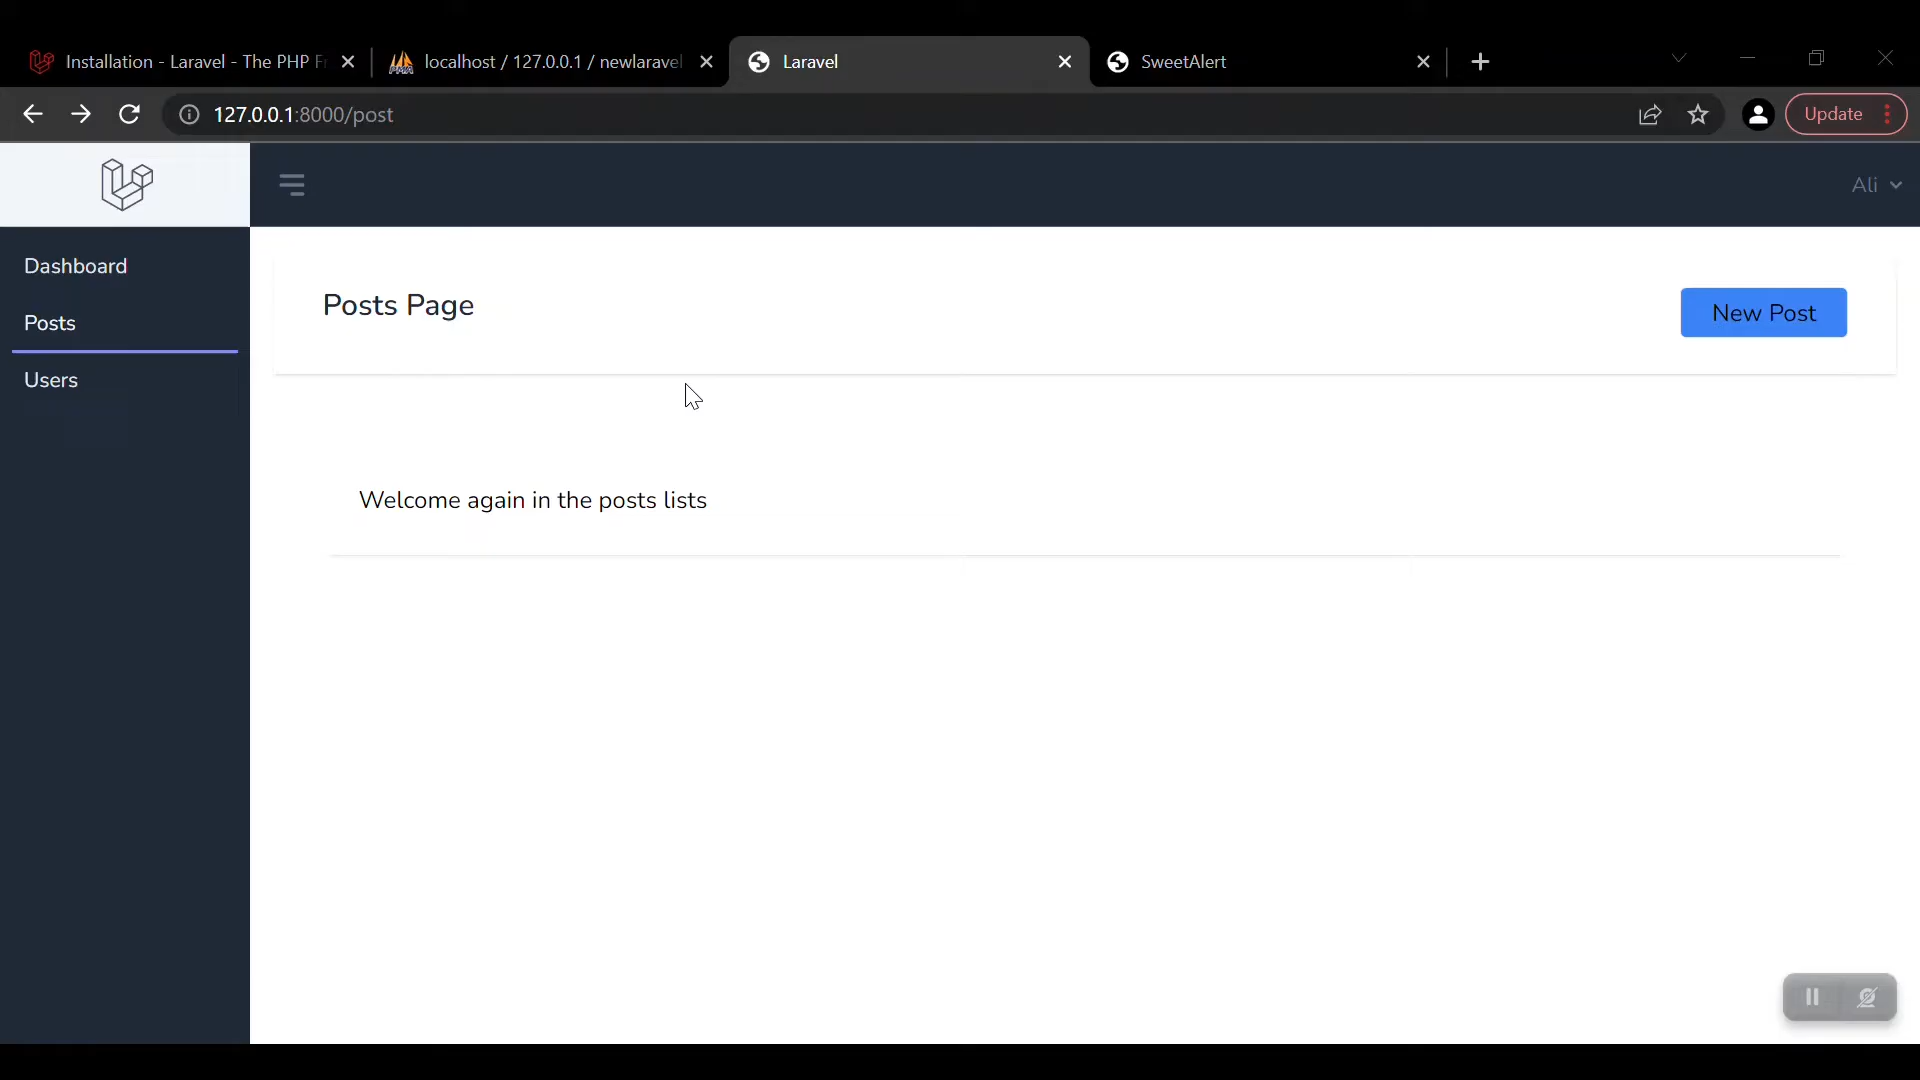 Installation - Laravel - The PHP Fr
localhost / 127.0.0.1 / newlaravel
Laravel
SweetAlert
127.0.0.1:8000/post
Update
Ali
Dashboard
Posts
Users
Posts Page
New Post
Welcome again in the posts lists